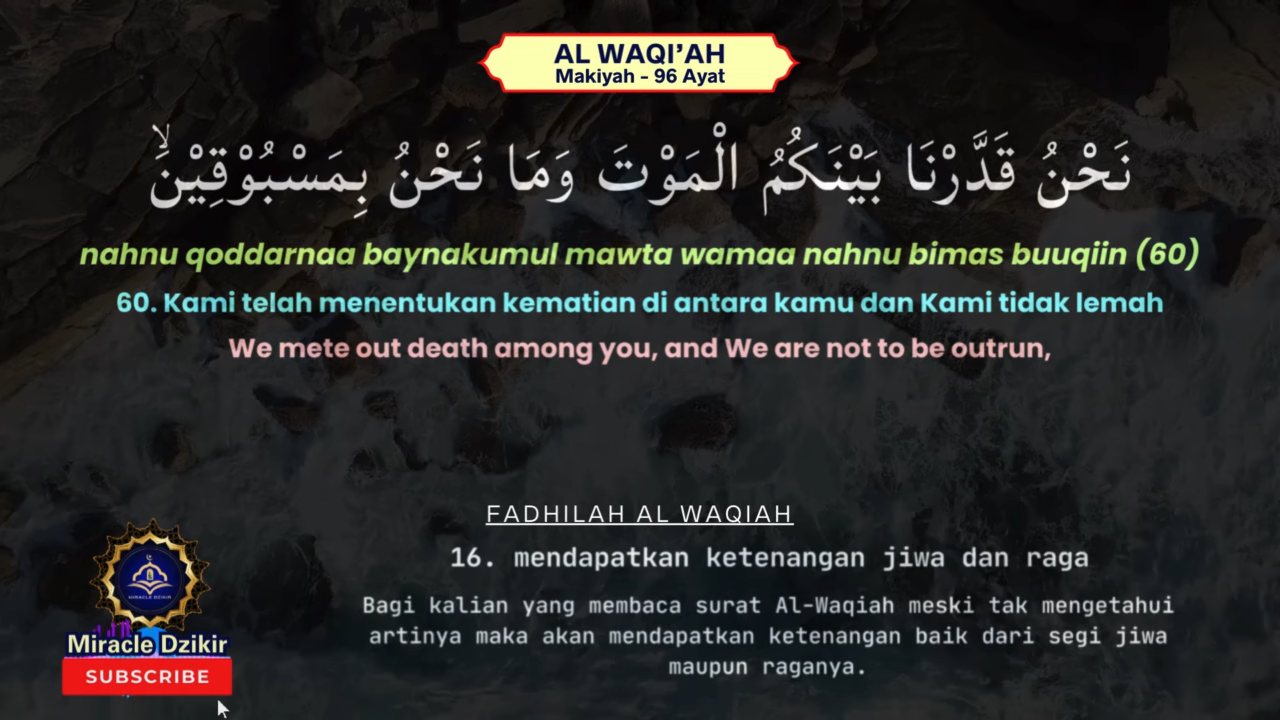 AL WAQI’AH
Makiyah - 96 Ayat
نَحْنُ قَدَّرْنَا بَيْنَكُمُ الْمَوْتَ وَمَا نَحْنُ بِمَسْبُوْقِيْنَۙ
nahnu qoddarnaa baynakumul mawta wamaa nahnu bimas buuqiin (60)
60. Kami telah menentukan kematian di antara kamu dan Kami tidak lemah
We mete out death among you, and We are not to be outrun,
FADHILAH AL WAQIAH
16. mendapatkan ketenangan jiwa dan raga
Bagi kalian yang membaca surat Al-Waqiah meski tak mengetahui
artinya maka akan mendapatkan ketenangan baik dari segi jiwa
maupun raganya.
MIRACLE DZIKIR
Miracle Dzikir
SUBSCRIBE